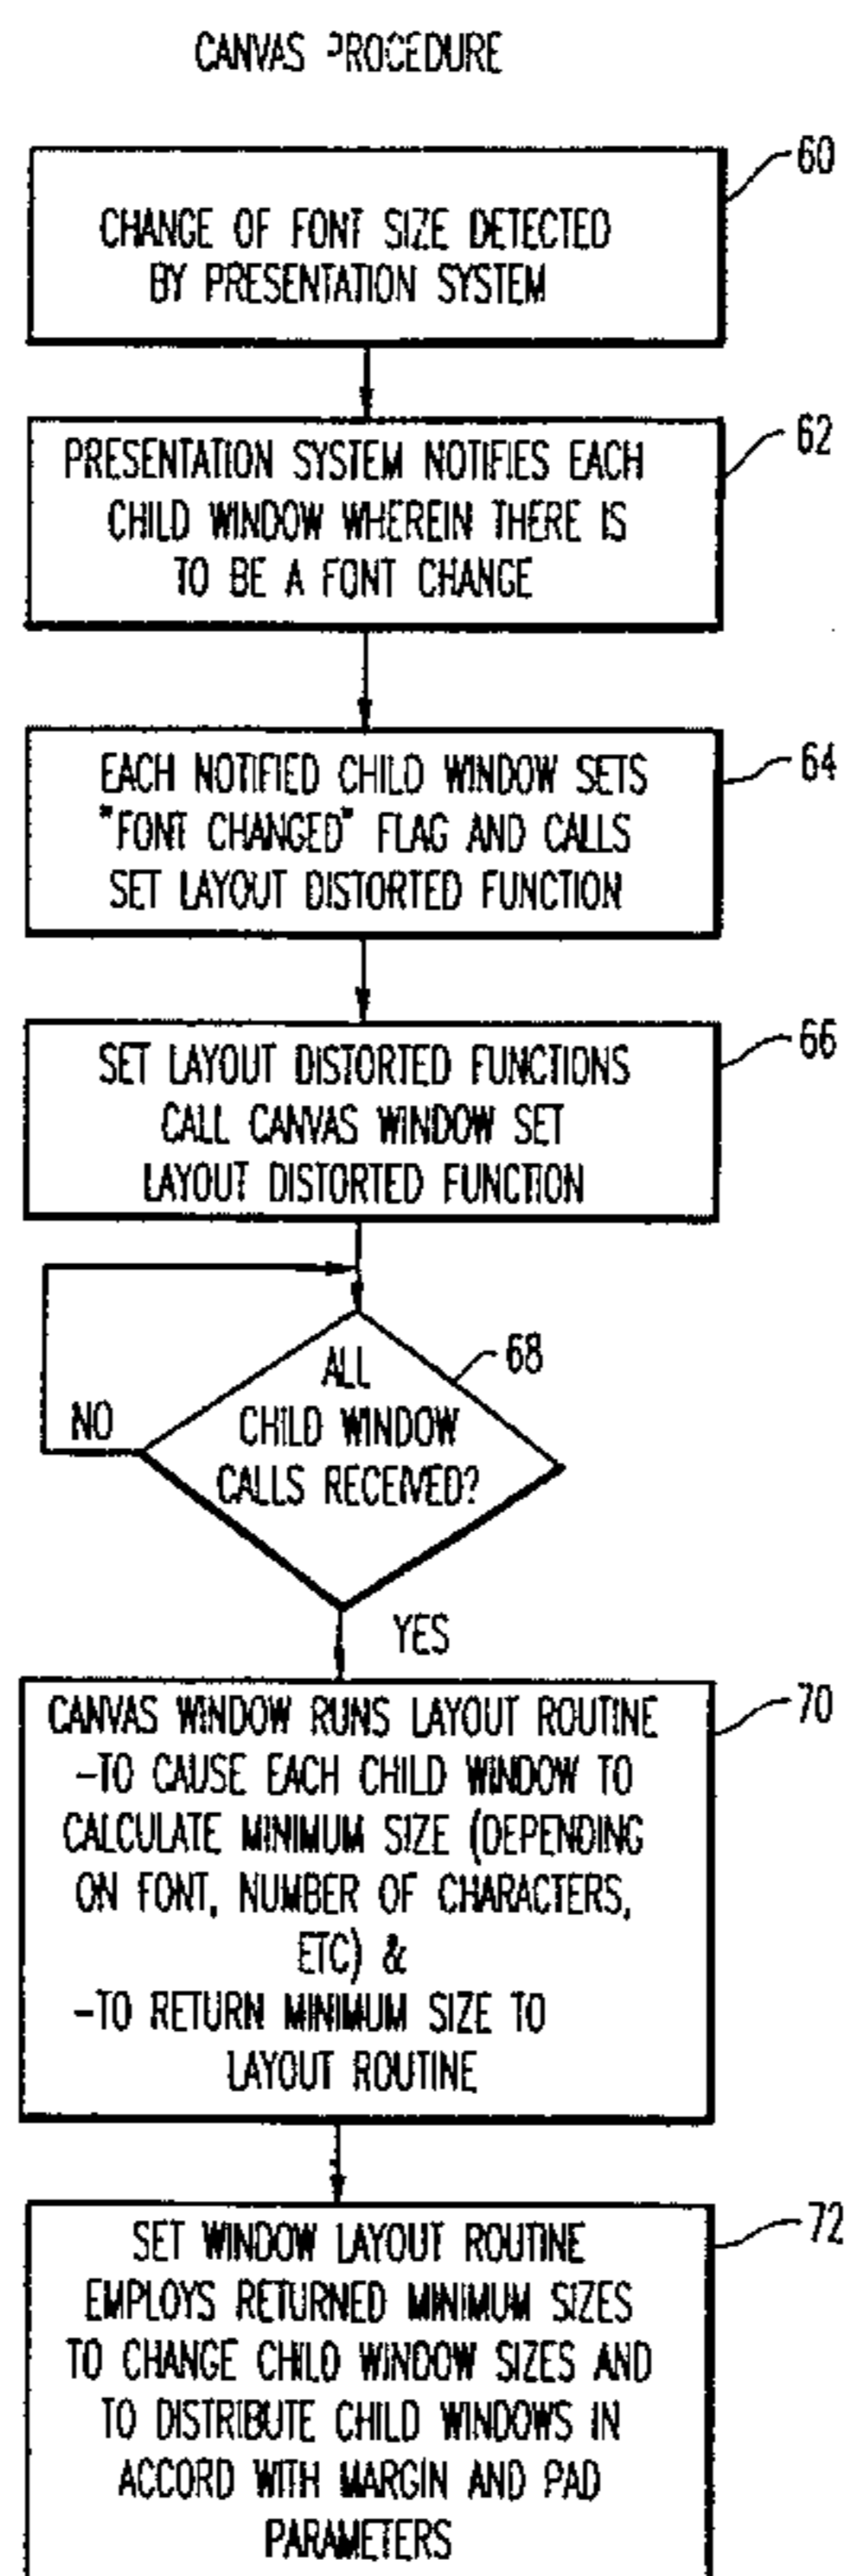 CANVAS PROCEDURE
60
CHANGE OF FONT SIZE DETECTED
BY PRESENTATION SYSTEM
62
PRESENTATION SYSTEM NOTIFIES EACH
CHILD WINDOW WHEREIN THERE IS
TO BE A FONT CHANGE
64
EACH NOTIFIED CHILD WINDOW SETS
"FONT CHANGED" FLAG AND CALLS
SET LAYOUT DISTORTED FUNCTION
66
SET LAYOUT DISTORTED FUNCTIONS
CALL CANVAS WINDOW SET
LAYOUT DISTORTED FUNCTION
68
ALL
CHILD WINDOW
CALLS RECEIVED?
NO
YES
70
CANVAS WINDOW RUNS LAYOUT ROUTINE
-TO CAUSE EACH CHILD WINDOW TO
CALCULATE MINIMUM SIZE (DEPENDING
ON FONT, NUMBER OF CHARACTERS,
ETC) &
-TO RETURN MINIMUM SIZE TO
LAYOUT ROUTINE
72
SET WINDOW LAYOUT ROUTINE
EMPLOYS RETURNED MINIMUM SIZES
TO CHANGE CHILD WINDOW SIZES AND
TO DISTRIBUTE CHILD WINDOWS IN
ACCORD WITH MARGIN AND PAD
PARAMETERS